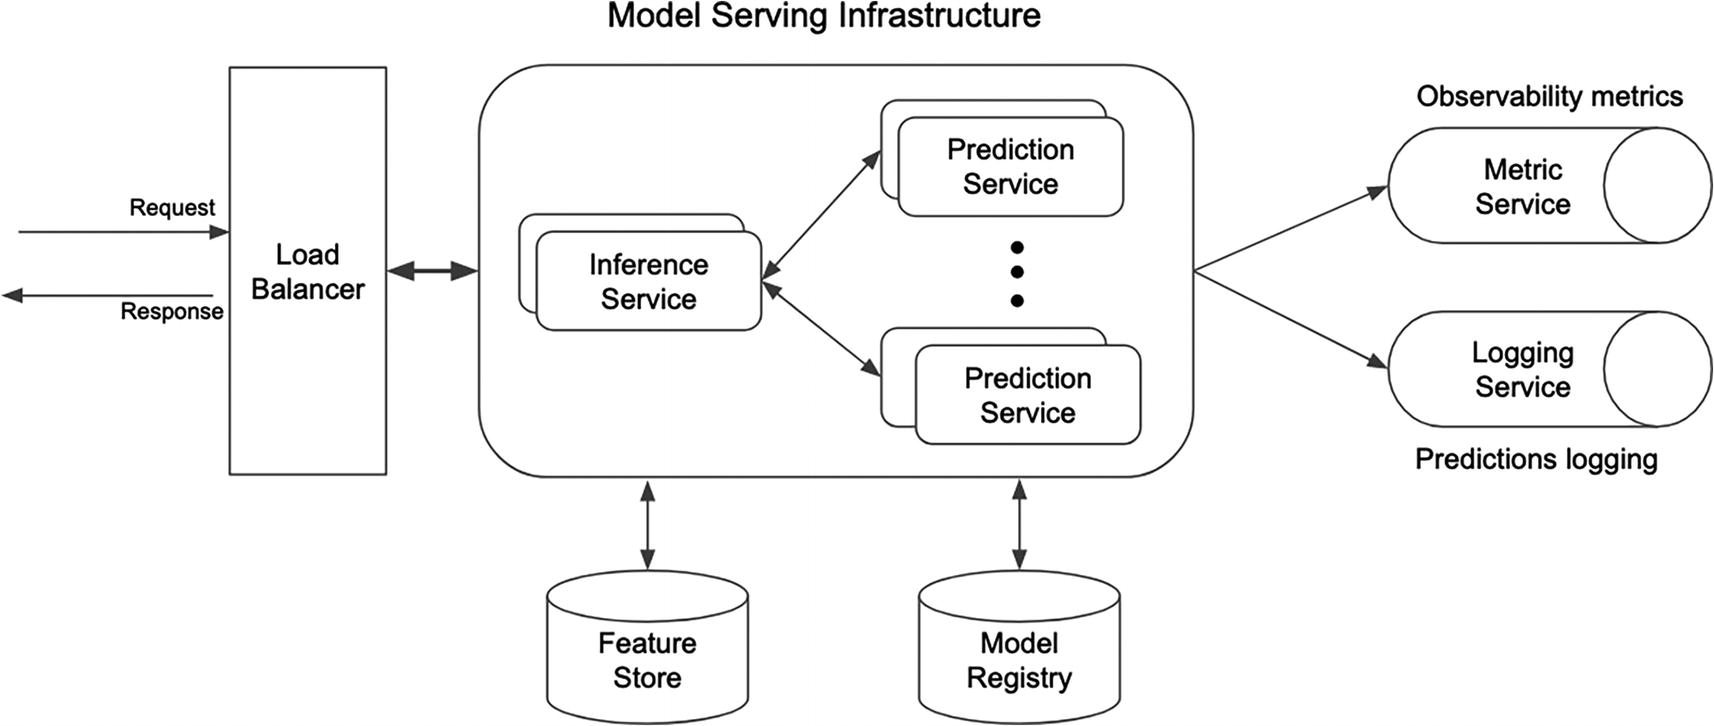 Model Serving Infrastructure
Request
Response
Load
Balancer
Inference
Service
Prediction
Service
Prediction
Service
Observability metrics
Metric
Service
Logging
Service
Predictions logging
Feature
Store
Model
Registry